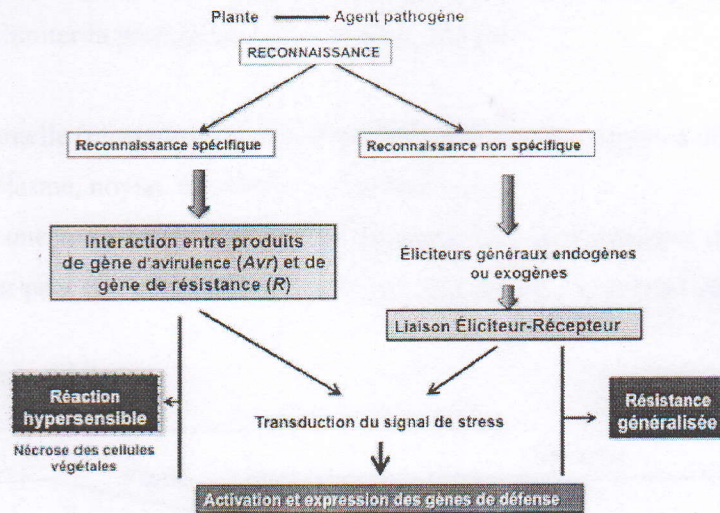 Plante Agent pathogène
RECONNAISSANCE
Reconnaissance spécifique
Reconnaissance non spécifique
Interaction entre produits
de gène d'avirulence (Avr) et de
gène de résistance (R)
Éliciteurs généraux endogènes
ou exogènes
Liaison Éliciteur-Récepteur
Réaction
hypersensible
Nécrose des cellules
végétales
Transduction du signal de stress
Résistance
généralisée
Activation et expression des gènes de défense